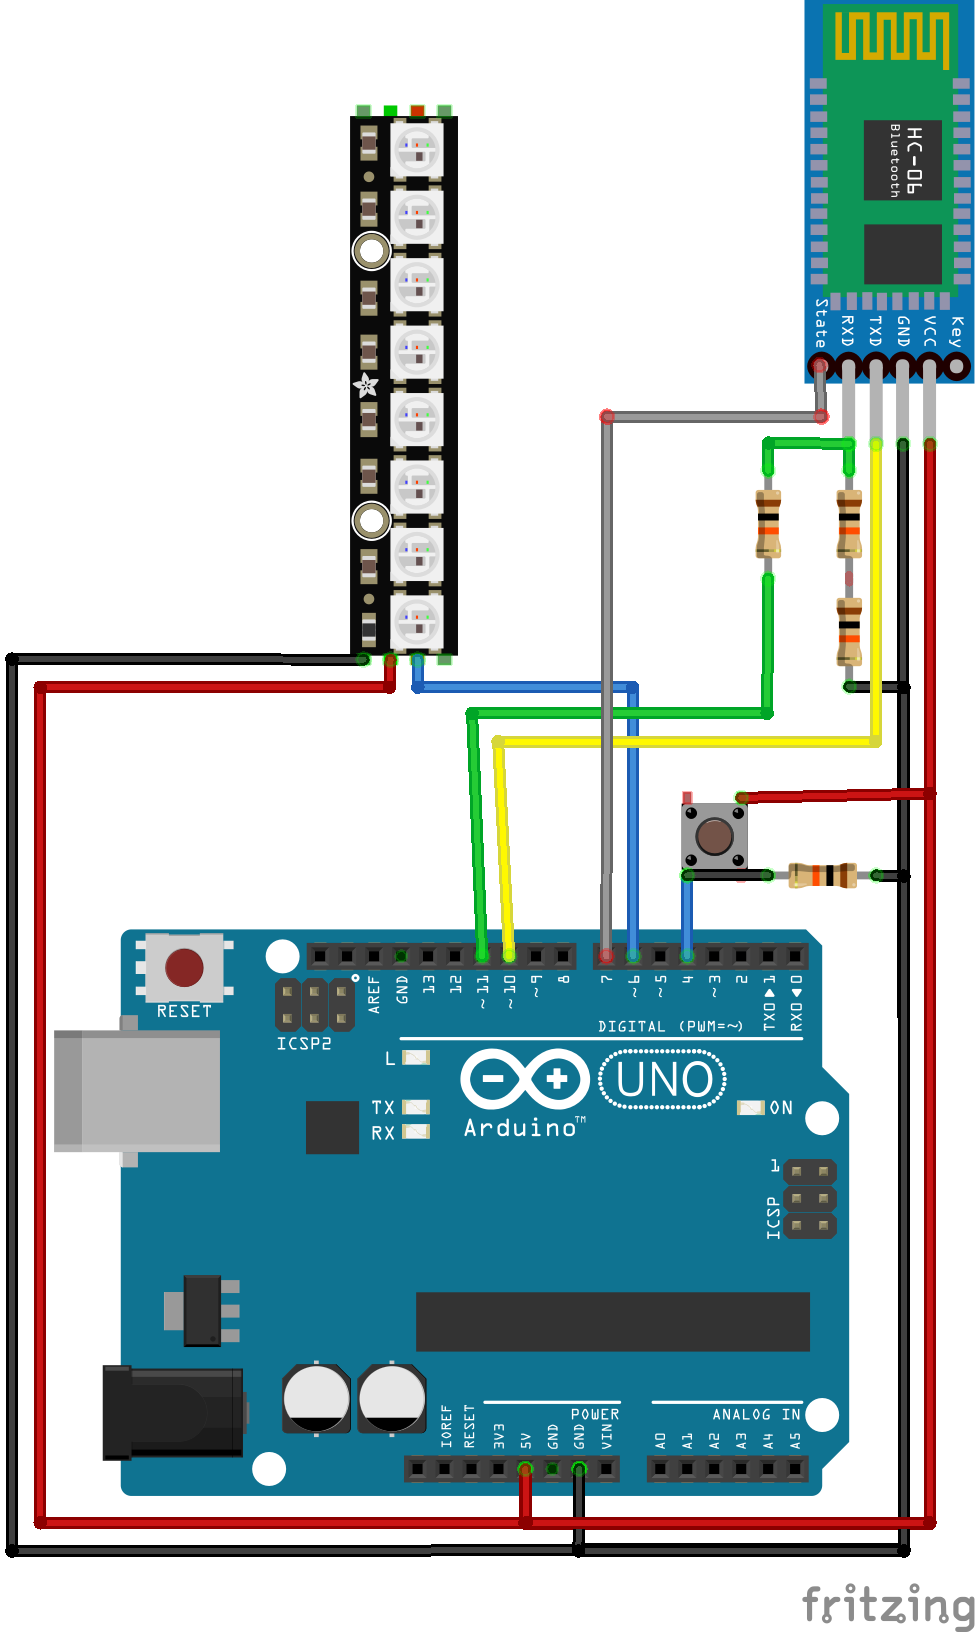 HC-06
Bluetooth
State
RXD
TXD
GND
VCC
Key
RESET
ICSP2
AREF
GND
13
12
~11
~10
~9
8
7
~6
~5
4
~3
2
TX0▶1
RX0◀0
DIGITAL (PWM=~)
L
TX
RX
Arduino™
UNO
ON
1
ICSP
IOREF
RESET
3V3
5V
GND
GND
VIN
POWER
ANALOG IN
A0
A1
A2
A3
A4
A5
fritzing